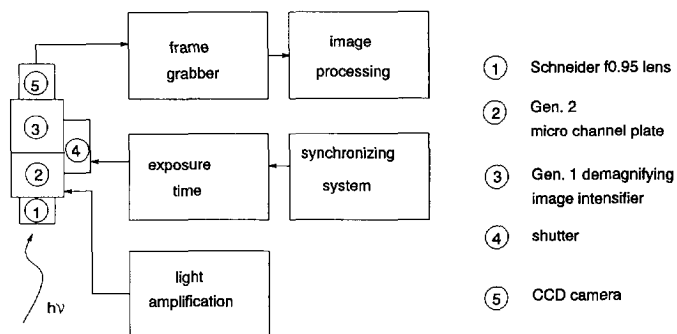 frame
grabber
image
processing
5
3
4
2
1
exposure
time
synchronizing
system
light
amplification
hν
1 Schneider f0.95 lens
2 Gen. 2
micro channel plate
3 Gen. 1 demagnifying
image intensifier
4 shutter
5 CCD camera